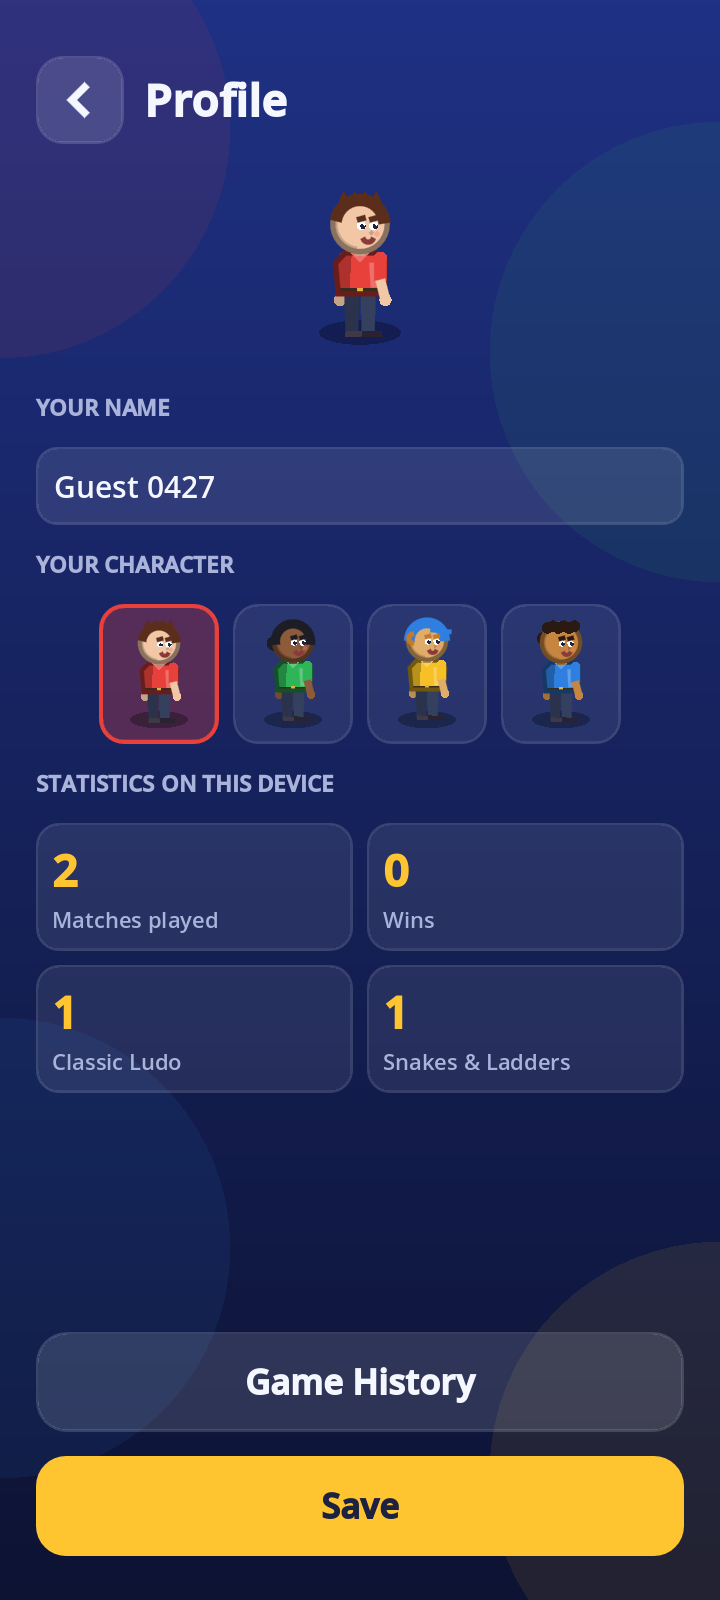 Profile
YOUR NAME
Guest 0427
YOUR CHARACTER
STATISTICS ON THIS DEVICE
2
Matches played
0
Wins
1
Classic Ludo
1
Snakes & Ladders
Game History
Save